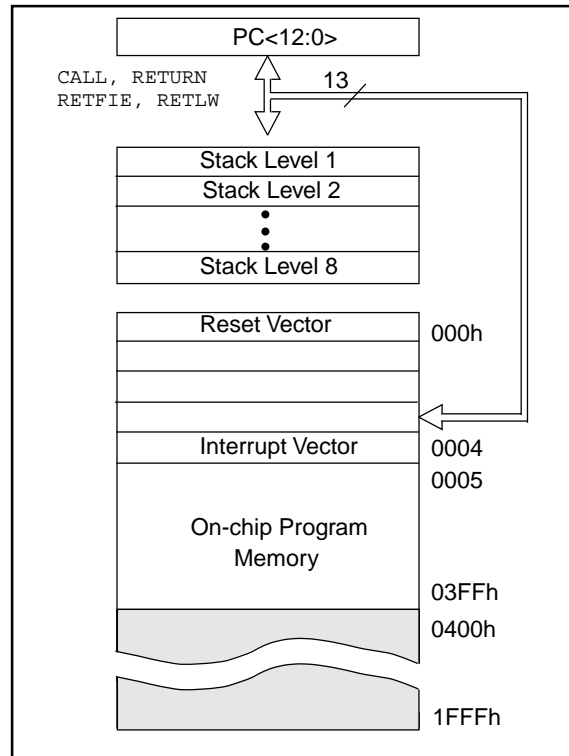 PC<12:0>
CALL, RETURN
RETFIE, RETLW
13
Stack Level 1
Stack Level 2
Stack Level 8
Reset Vector
000h
Interrupt Vector
0004
0005
On-chip Program
Memory
03FFh
0400h
1FFFh